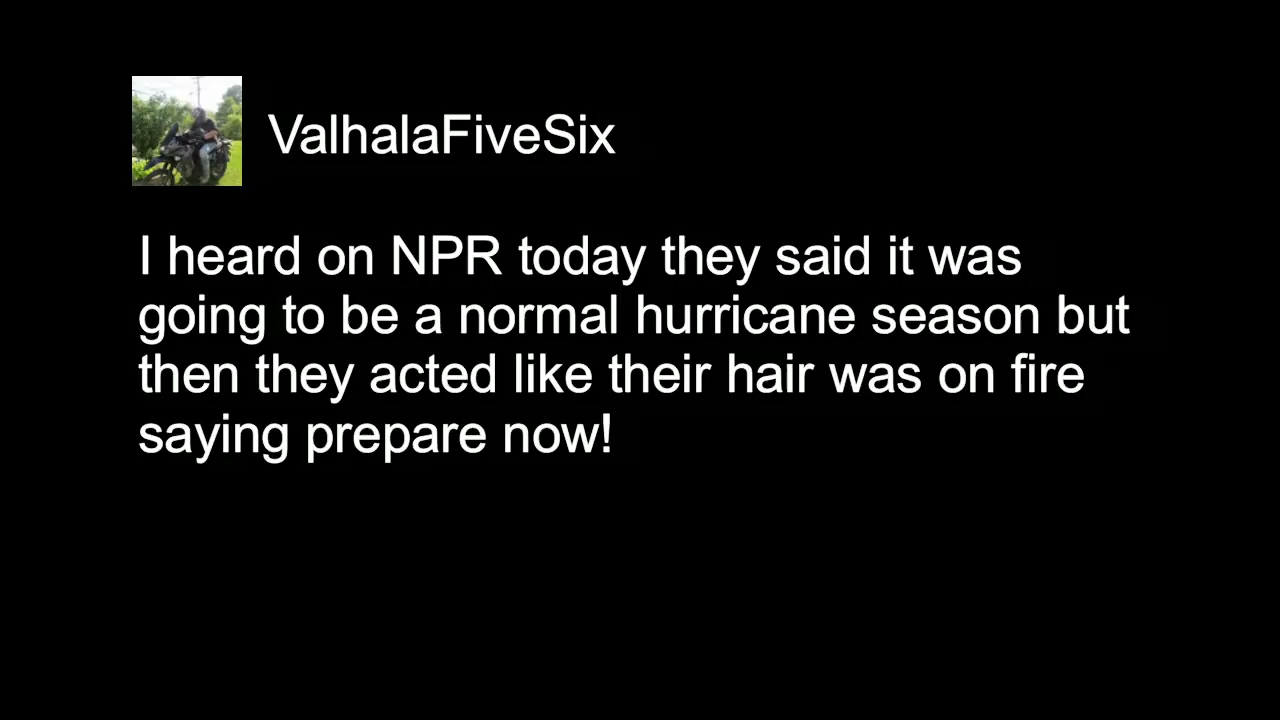 ValhalaFiveSix
I heard on NPR today they said it was
going to be a normal hurricane season but
then they acted like their hair was on fire
saying prepare now!